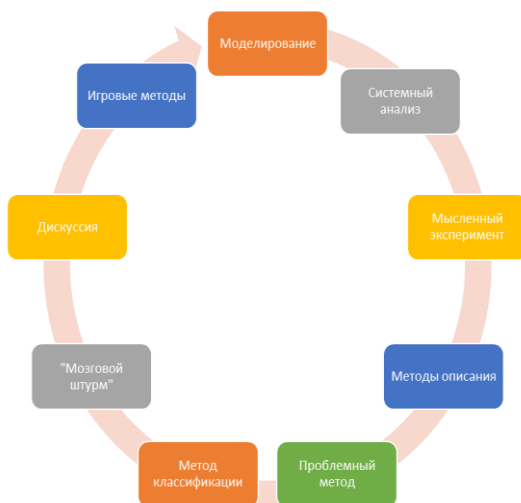 Моделирование
Системный
анализ
Мысленный
эксперимент
Методы описания
Проблемный
метод
Метод
классификации
"Мозговой
штурм"
Дискуссия
Игровые методы